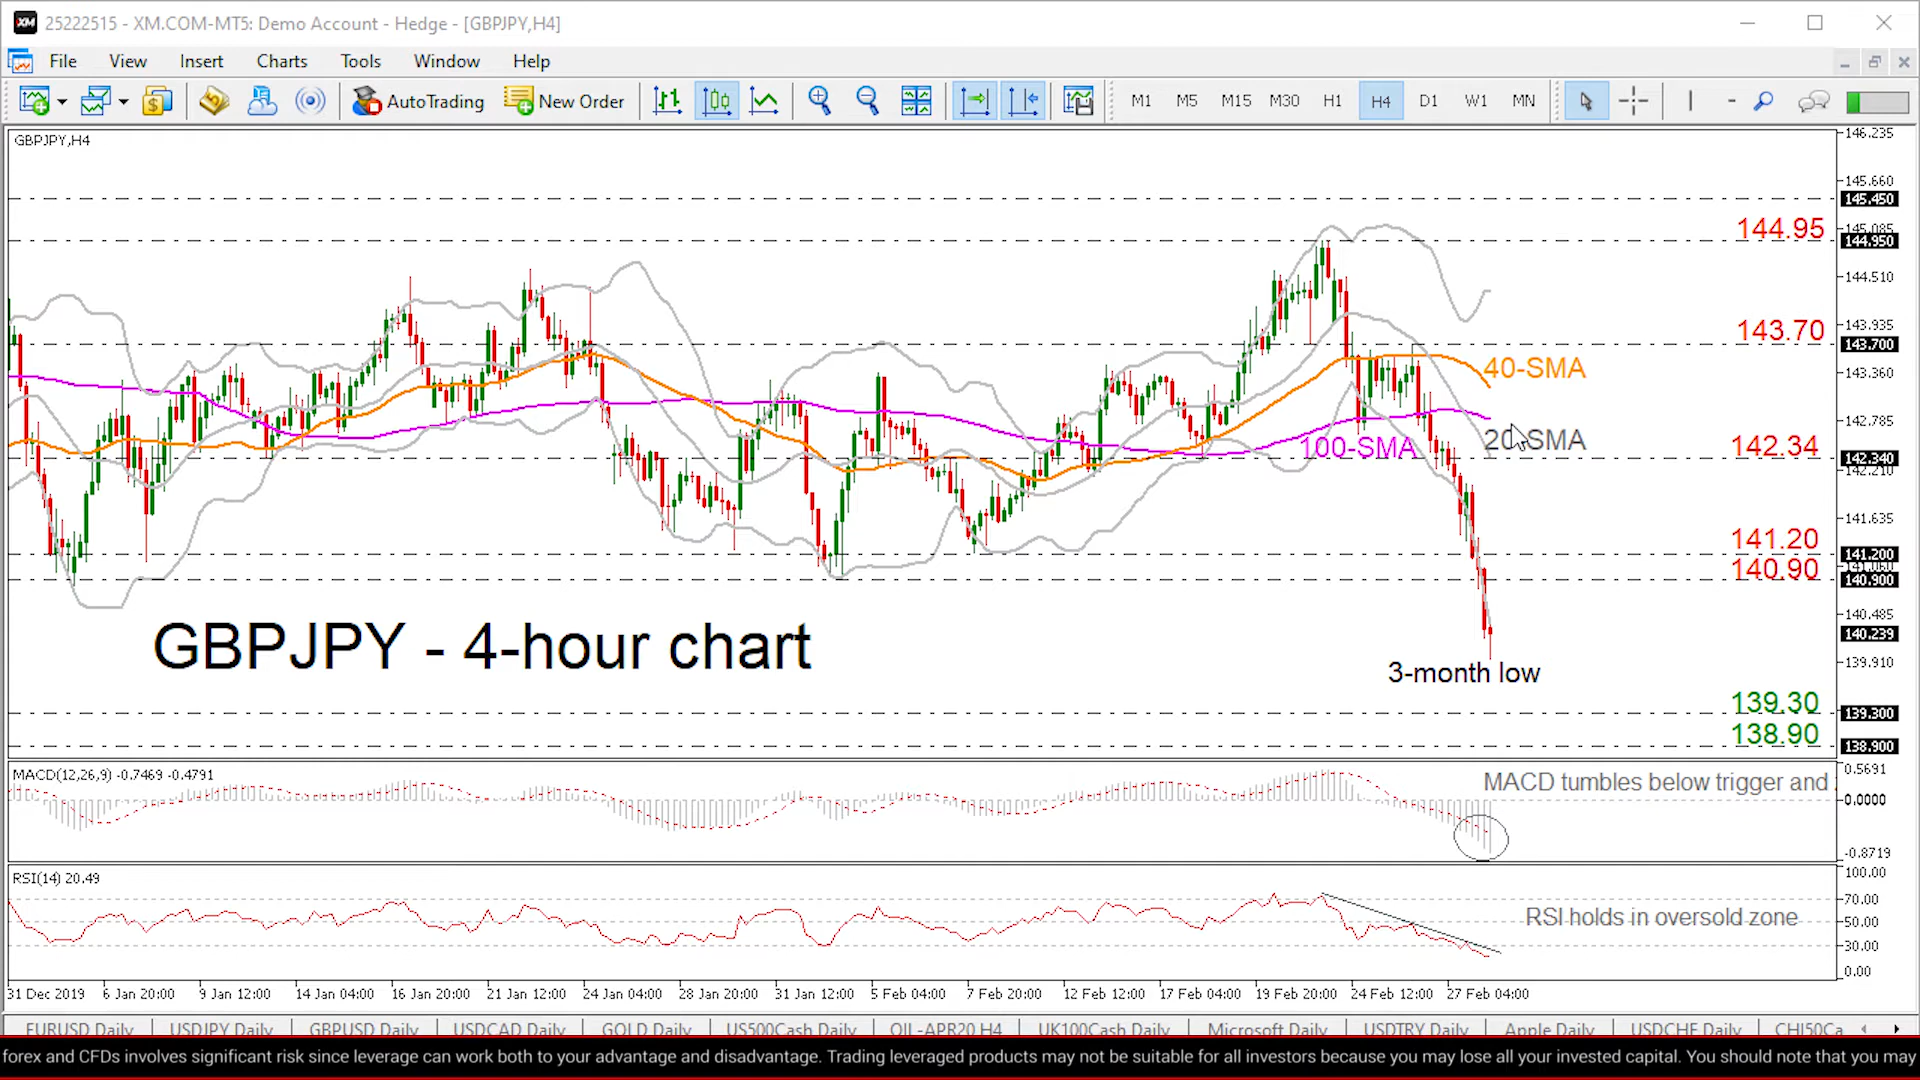 XM 25222515 - XM.COM-MT5: Demo Account - Hedge - [GBPJPY,H4]
File View Insert Charts Tools Window Help
AutoTrading New Order M1 M5 M15 M30 H1 H4 D1 W1 MN
GBPJPY,H4
146.235
145.660
145.450
144.95
145.085
144.950
144.510
143.935
143.70
143.700
40-SMA
143.360
142.785
20-SMA
100-SMA
142.34
142.340
142.210
141.635
141.20
141.200
141.060
140.90
140.900
140.485
GBPJPY - 4-hour chart
140.239
139.910
3-month low
139.30
139.300
138.90
138.900
MACD(12,26,9) -0.7469 -0.4791
0.5691
MACD tumbles below trigger and
0.0000
-0.8719
RSI(14) 20.49
100.00
70.00
RSI holds in oversold zone
50.00
30.00
0.00
31 Dec 2019 6 Jan 20:00 9 Jan 12:00 14 Jan 04:00 16 Jan 20:00 21 Jan 12:00 24 Jan 04:00 28 Jan 20:00 31 Jan 12:00 5 Feb 04:00 7 Feb 20:00 12 Feb 12:00 17 Feb 04:00 19 Feb 20:00 24 Feb 12:00 27 Feb 04:00
EURUSD Daily USDJPY Daily GBPUSD Daily USDCAD Daily GOLD Daily US500Cash Daily OIL-APR20 H4 UK100Cash Daily Microsoft Daily USDTRY Daily Apple Daily USDCHF Daily CHI50Ca
forex and CFDs involves significant risk since leverage can work both to your advantage and disadvantage. Trading leveraged products may not be suitable for all investors because you may lose all your invested capital. You should note that you may